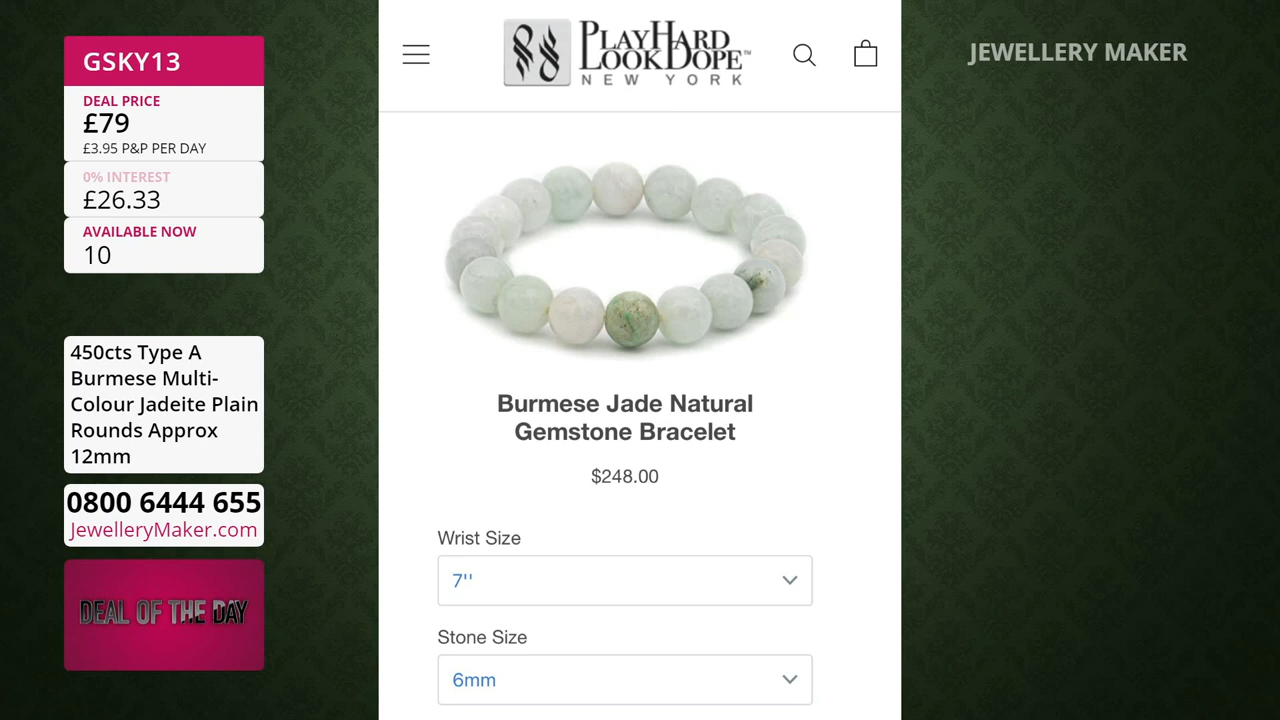 GSKY13
DEAL PRICE
£79
£3.95 P&P PER DAY
0% INTEREST
£26.33
AVAILABLE NOW
10
450cts Type A
Burmese Multi-
Colour Jadeite Plain
Rounds Approx
12mm
0800 6444 655
JewelleryMaker.com
DEAL OF THE DAY
PLAYHARD
LOOKDOPE™
NEW YORK
Burmese Jade Natural
Gemstone Bracelet
$248.00
Wrist Size
7''
Stone Size
6mm
JEWELLERY MAKER